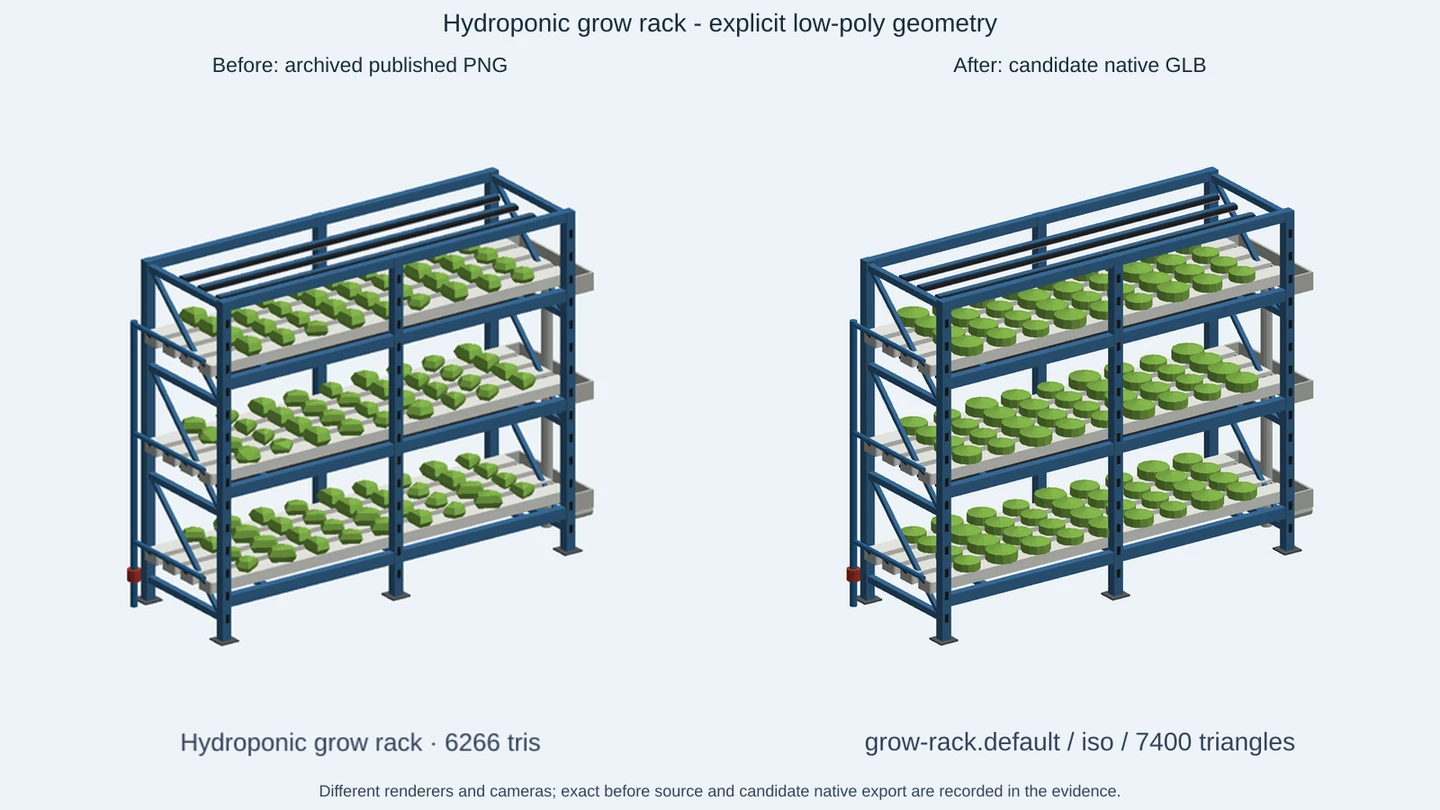 Hydroponic grow rack - explicit low-poly geometry
Before: archived published PNG
After: candidate native GLB
Hydroponic grow rack · 6266 tris
grow-rack.default / iso / 7400 triangles
Different renderers and cameras; exact before source and candidate native export are recorded in the evidence.